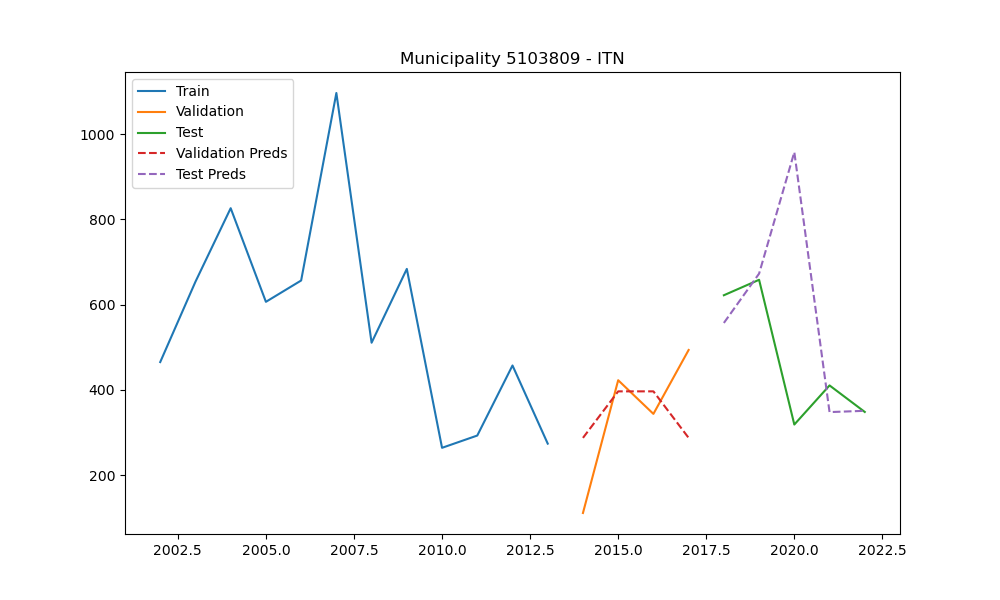 Municipality 5103809 - ITN
Train
Validation
Test
Validation Preds
Test Preds
1000
800
600
400
200
2002.5 2005.0 2007.5 2010.0 2012.5 2015.0 2017.5 2020.0 2022.5